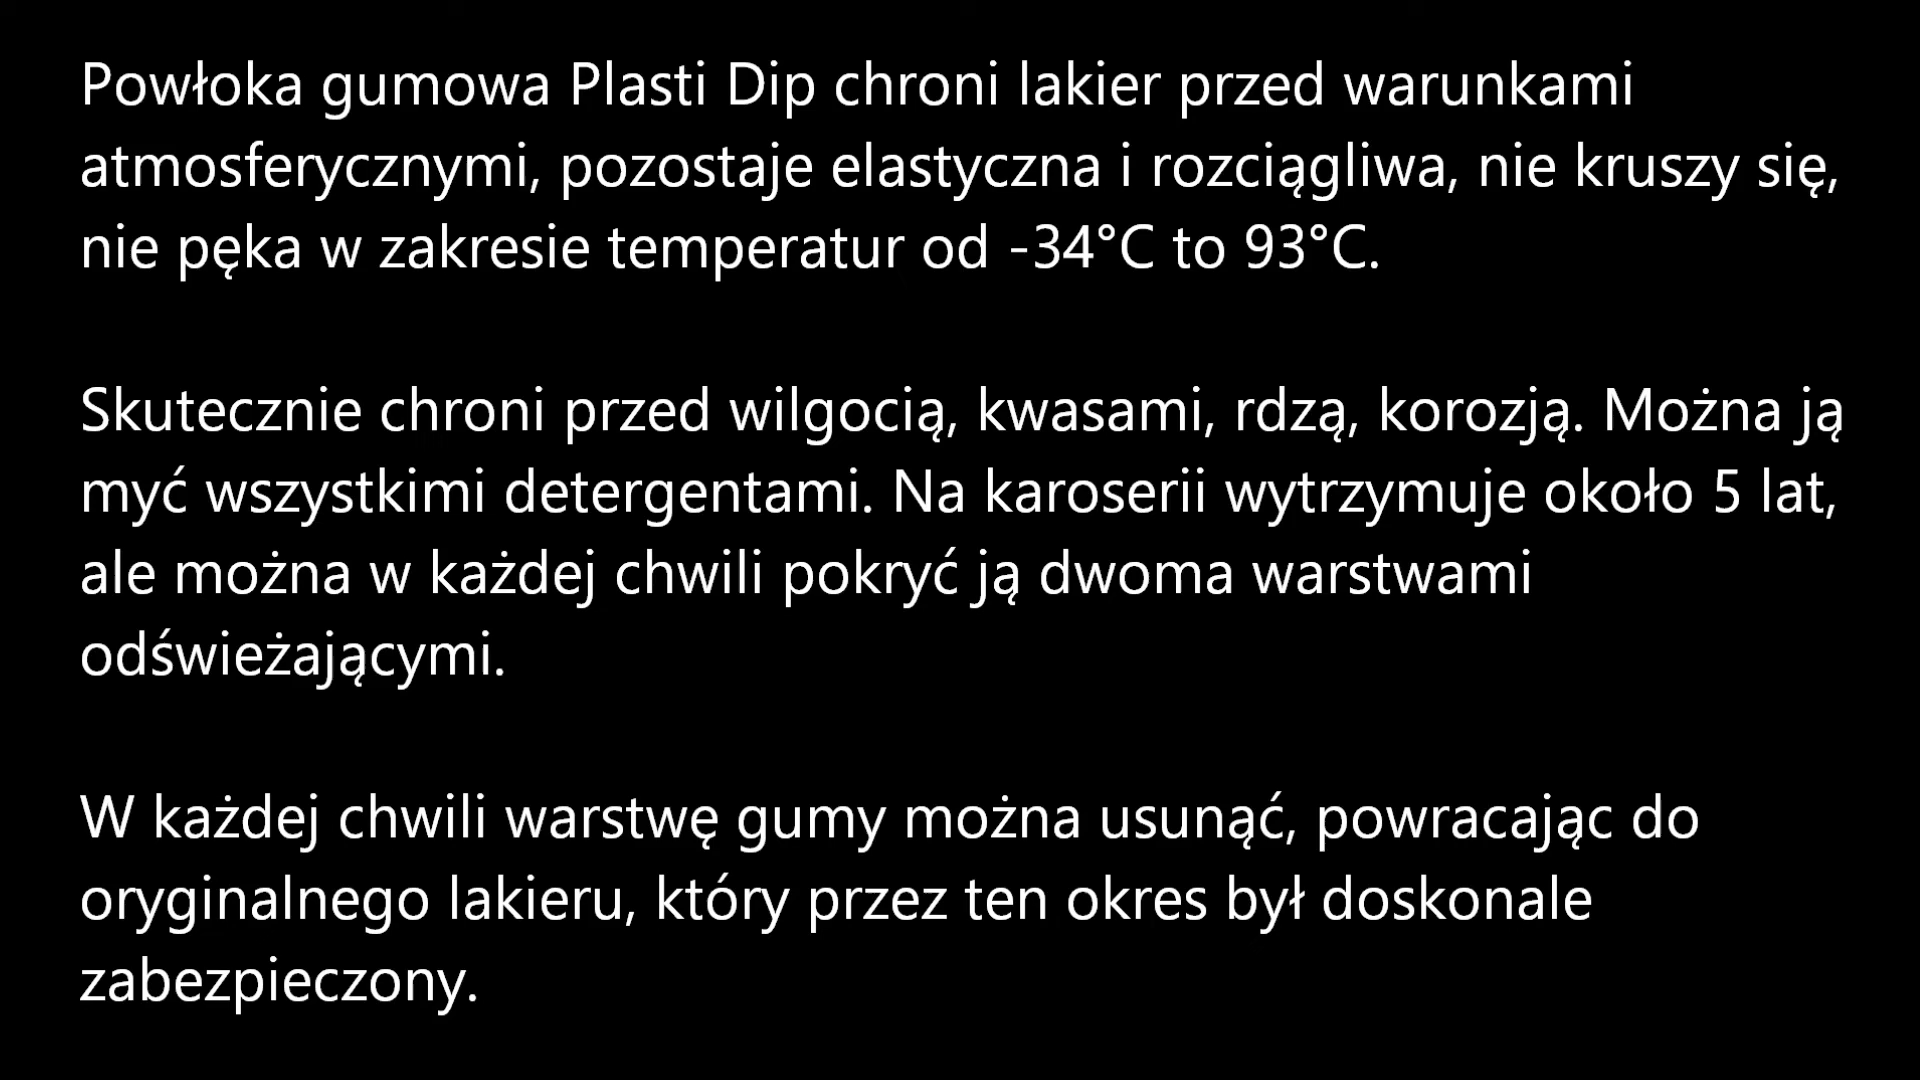 Powłoka gumowa Plasti Dip chroni lakier przed warunkami
atmosferycznymi, pozostaje elastyczna i rozciągliwa, nie kruszy się,
nie pęka w zakresie temperatur od -34°C to 93°C.
Skutecznie chroni przed wilgocią, kwasami, rdzą, korozją. Można ją
myć wszystkimi detergentami. Na karoserii wytrzymuje około 5 lat,
ale można w każdej chwili pokryć ją dwoma warstwami
odświeżającymi.
W każdej chwili warstwę gumy można usunąć, powracając do
oryginalnego lakieru, który przez ten okres był doskonale
zabezpieczony.